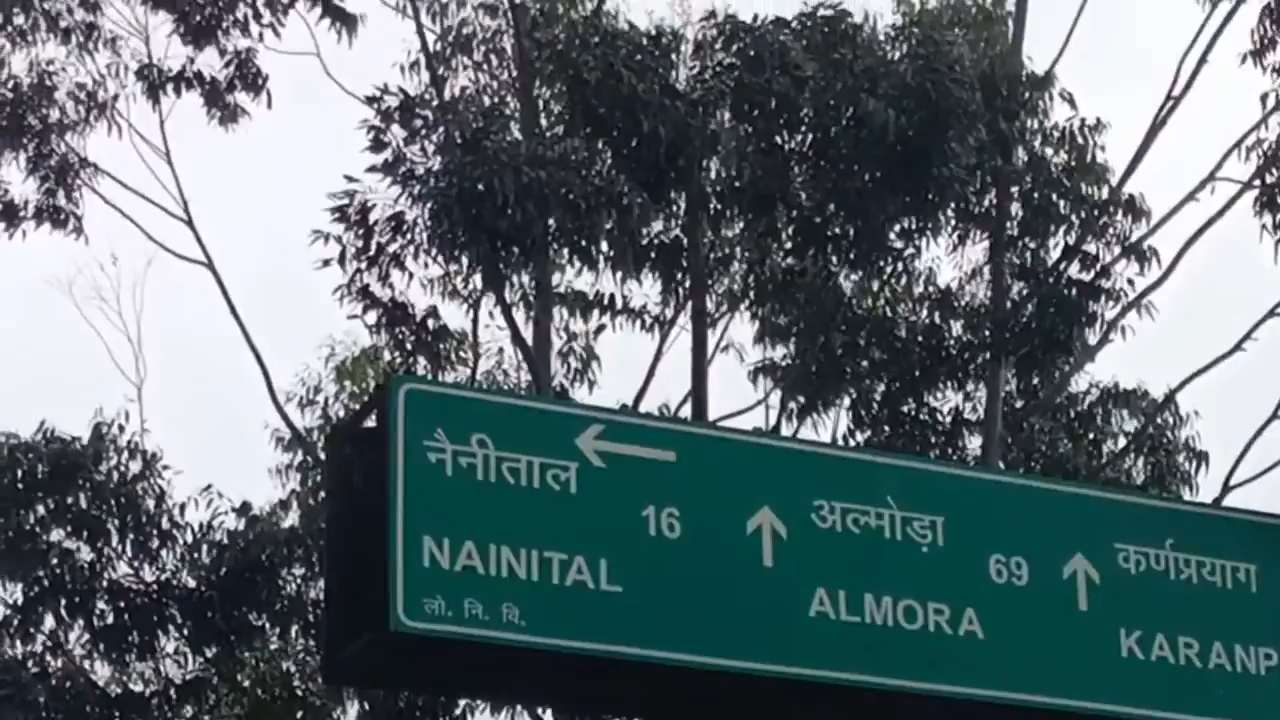 नैनीताल ←
16
NAINITAL
लो. नि. वि.
↑ अल्मोड़ा
69
ALMORA
↑ कर्णप्रयाग
KARANP